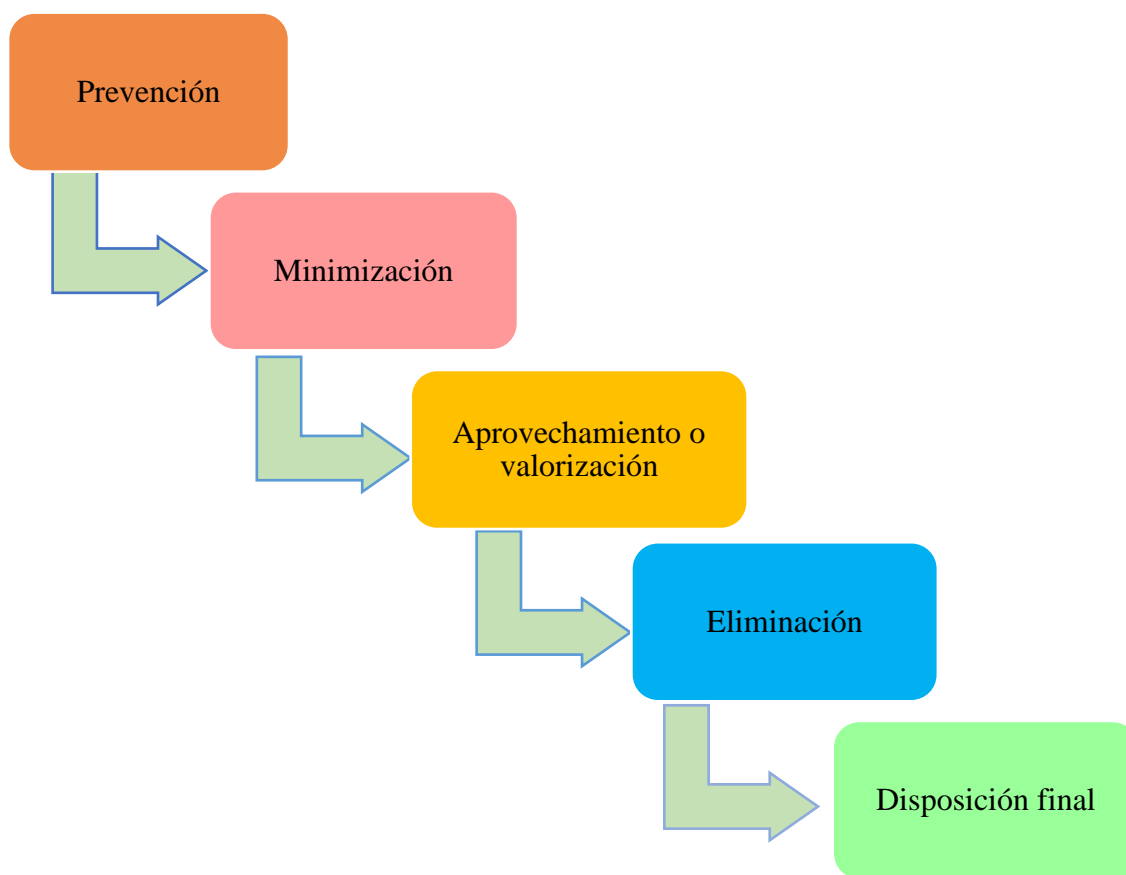 Prevención
Minimización
Aprovechamiento o
valorización
Eliminación
Disposición final